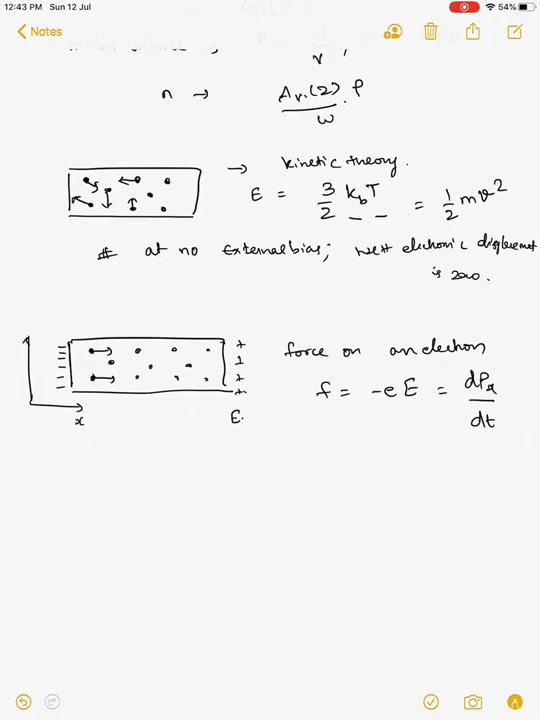 12:43 PM Sun 12 Jul 54%
Notes
v
n → Av.(2) . ρ
w
→ kinetic theory.
E = 3/2 kbT = 1/2 mv²
# at no External bias; nett electronic displacement
is zero.
force on an electron
f = -eE = dPx
dt
x E.